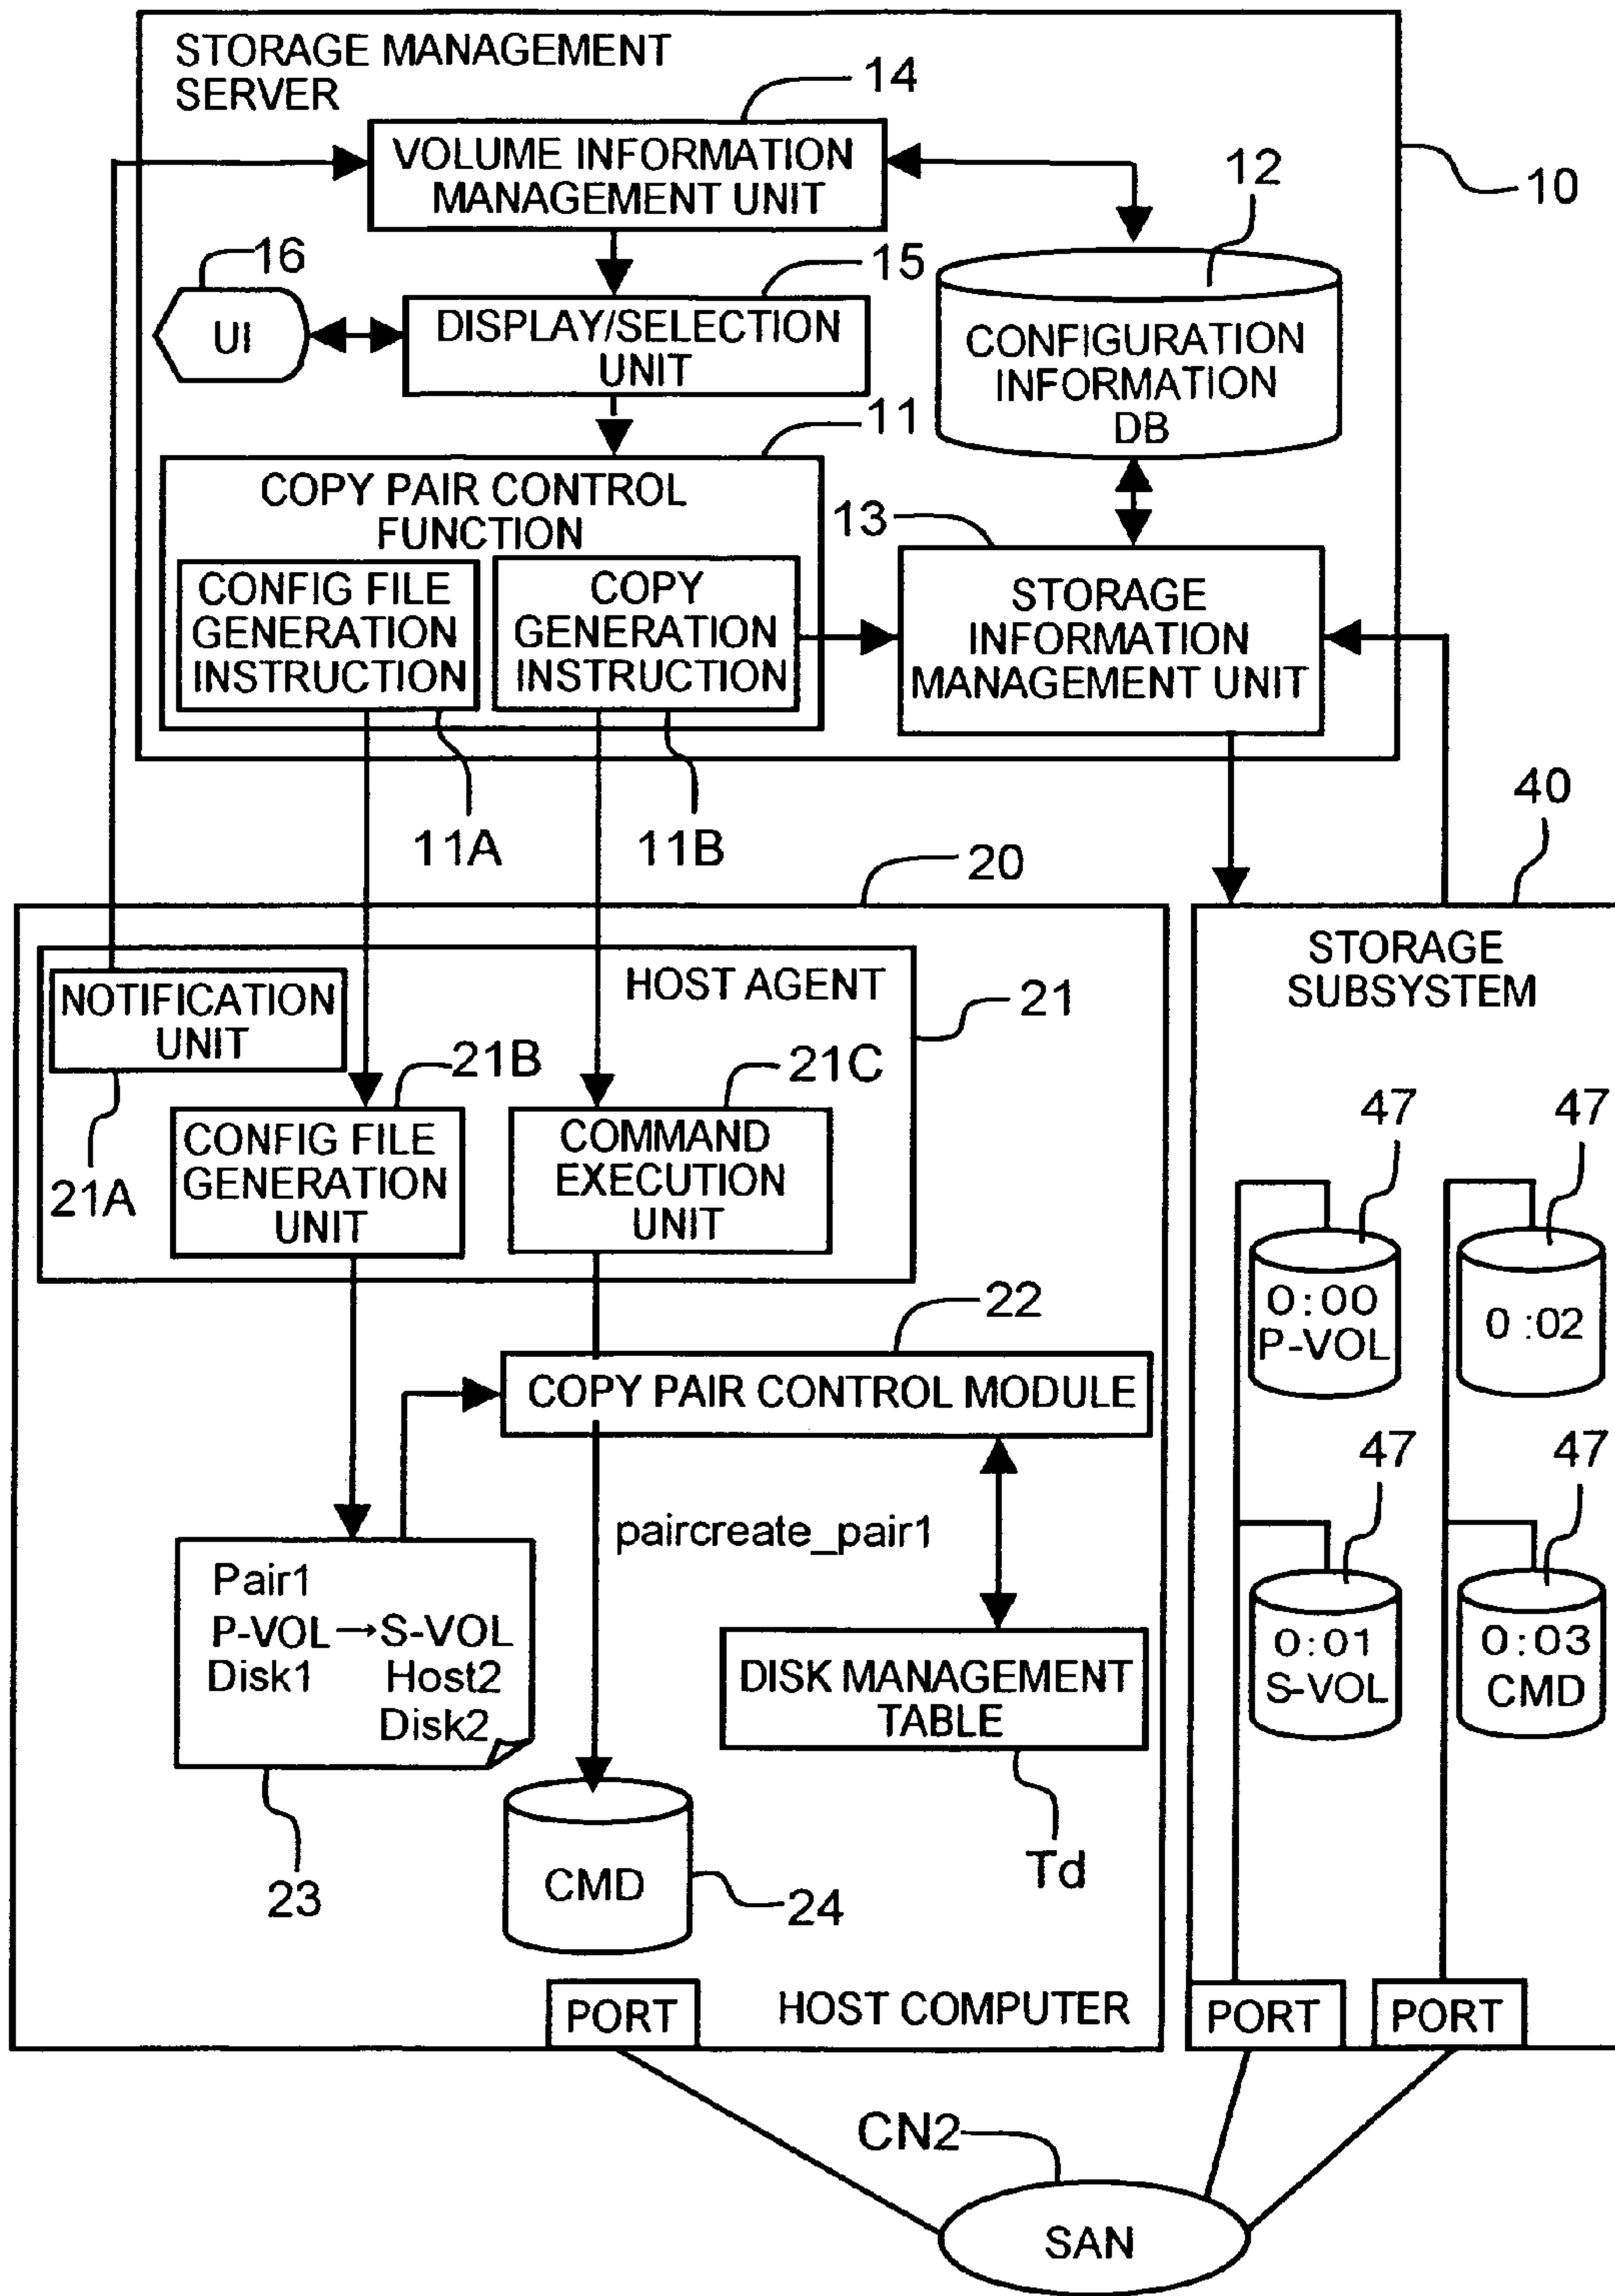 STORAGE MANAGEMENT
SERVER
14
VOLUME INFORMATION
MANAGEMENT UNIT
12
10
16
15
UI
DISPLAY/SELECTION
UNIT
CONFIGURATION
INFORMATION
DB
11
COPY PAIR CONTROL
FUNCTION
13
CONFIG FILE
GENERATION
INSTRUCTION
COPY
GENERATION
INSTRUCTION
STORAGE
INFORMATION
MANAGEMENT UNIT
11A
11B
40
20
STORAGE
SUBSYSTEM
HOST AGENT
NOTIFICATION
UNIT
21
21B
21C
21A
CONFIG FILE
GENERATION
UNIT
COMMAND
EXECUTION
UNIT
47
47
0:00
P-VOL
0 :02
22
COPY PAIR CONTROL MODULE
47
47
paircreate_pair1
Pair1
P-VOL→S-VOL
Disk1 Host2
Disk2
DISK MANAGEMENT
TABLE
0:01
S-VOL
0:03
CMD
23
CMD
24
Td
PORT
HOST COMPUTER
PORT
PORT
CN2
SAN